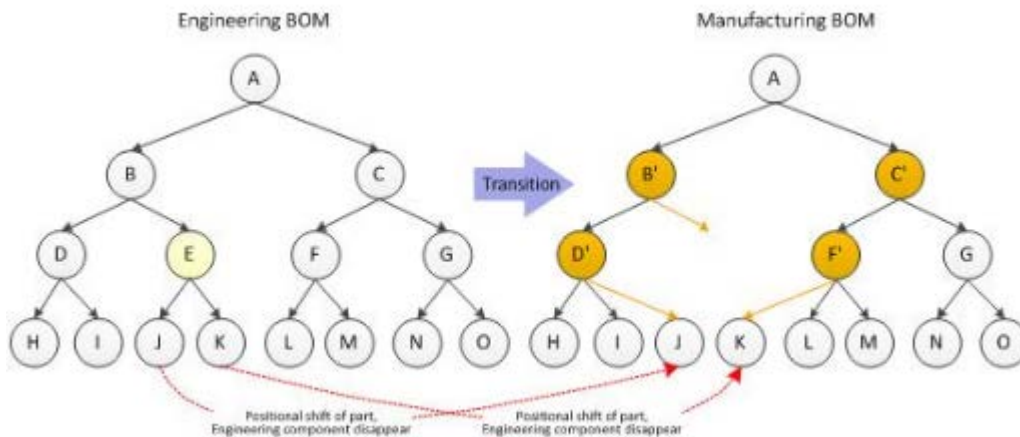 Engineering BOM
Manufacturing BOM
A
A
B
C
Transition
B'
C'
D
E
F
G
D'
F'
G
H
I
J
K
L
M
N
O
H
I
J
K
L
M
N
O
Positional shift of part,
Engineering component disappear
Positional shift of part,
Engineering component disappear